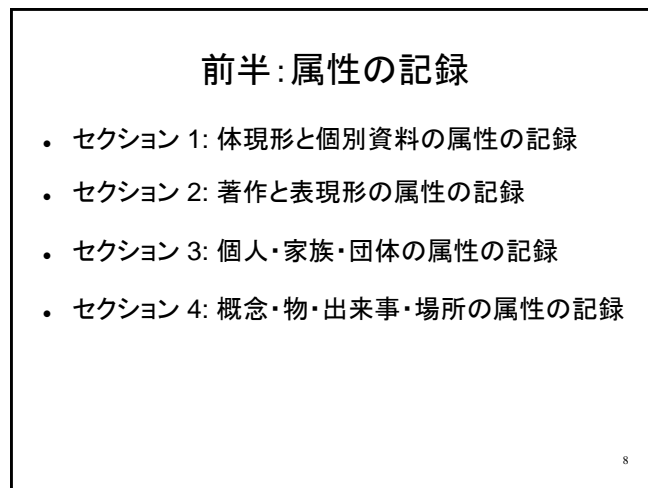 前半:属性の記録
• セクション 1: 体現形と個別資料の属性の記録
• セクション 2: 著作と表現形の属性の記録
• セクション 3: 個人・家族・団体の属性の記録
• セクション 4: 概念・物・出来事・場所の属性の記録
8